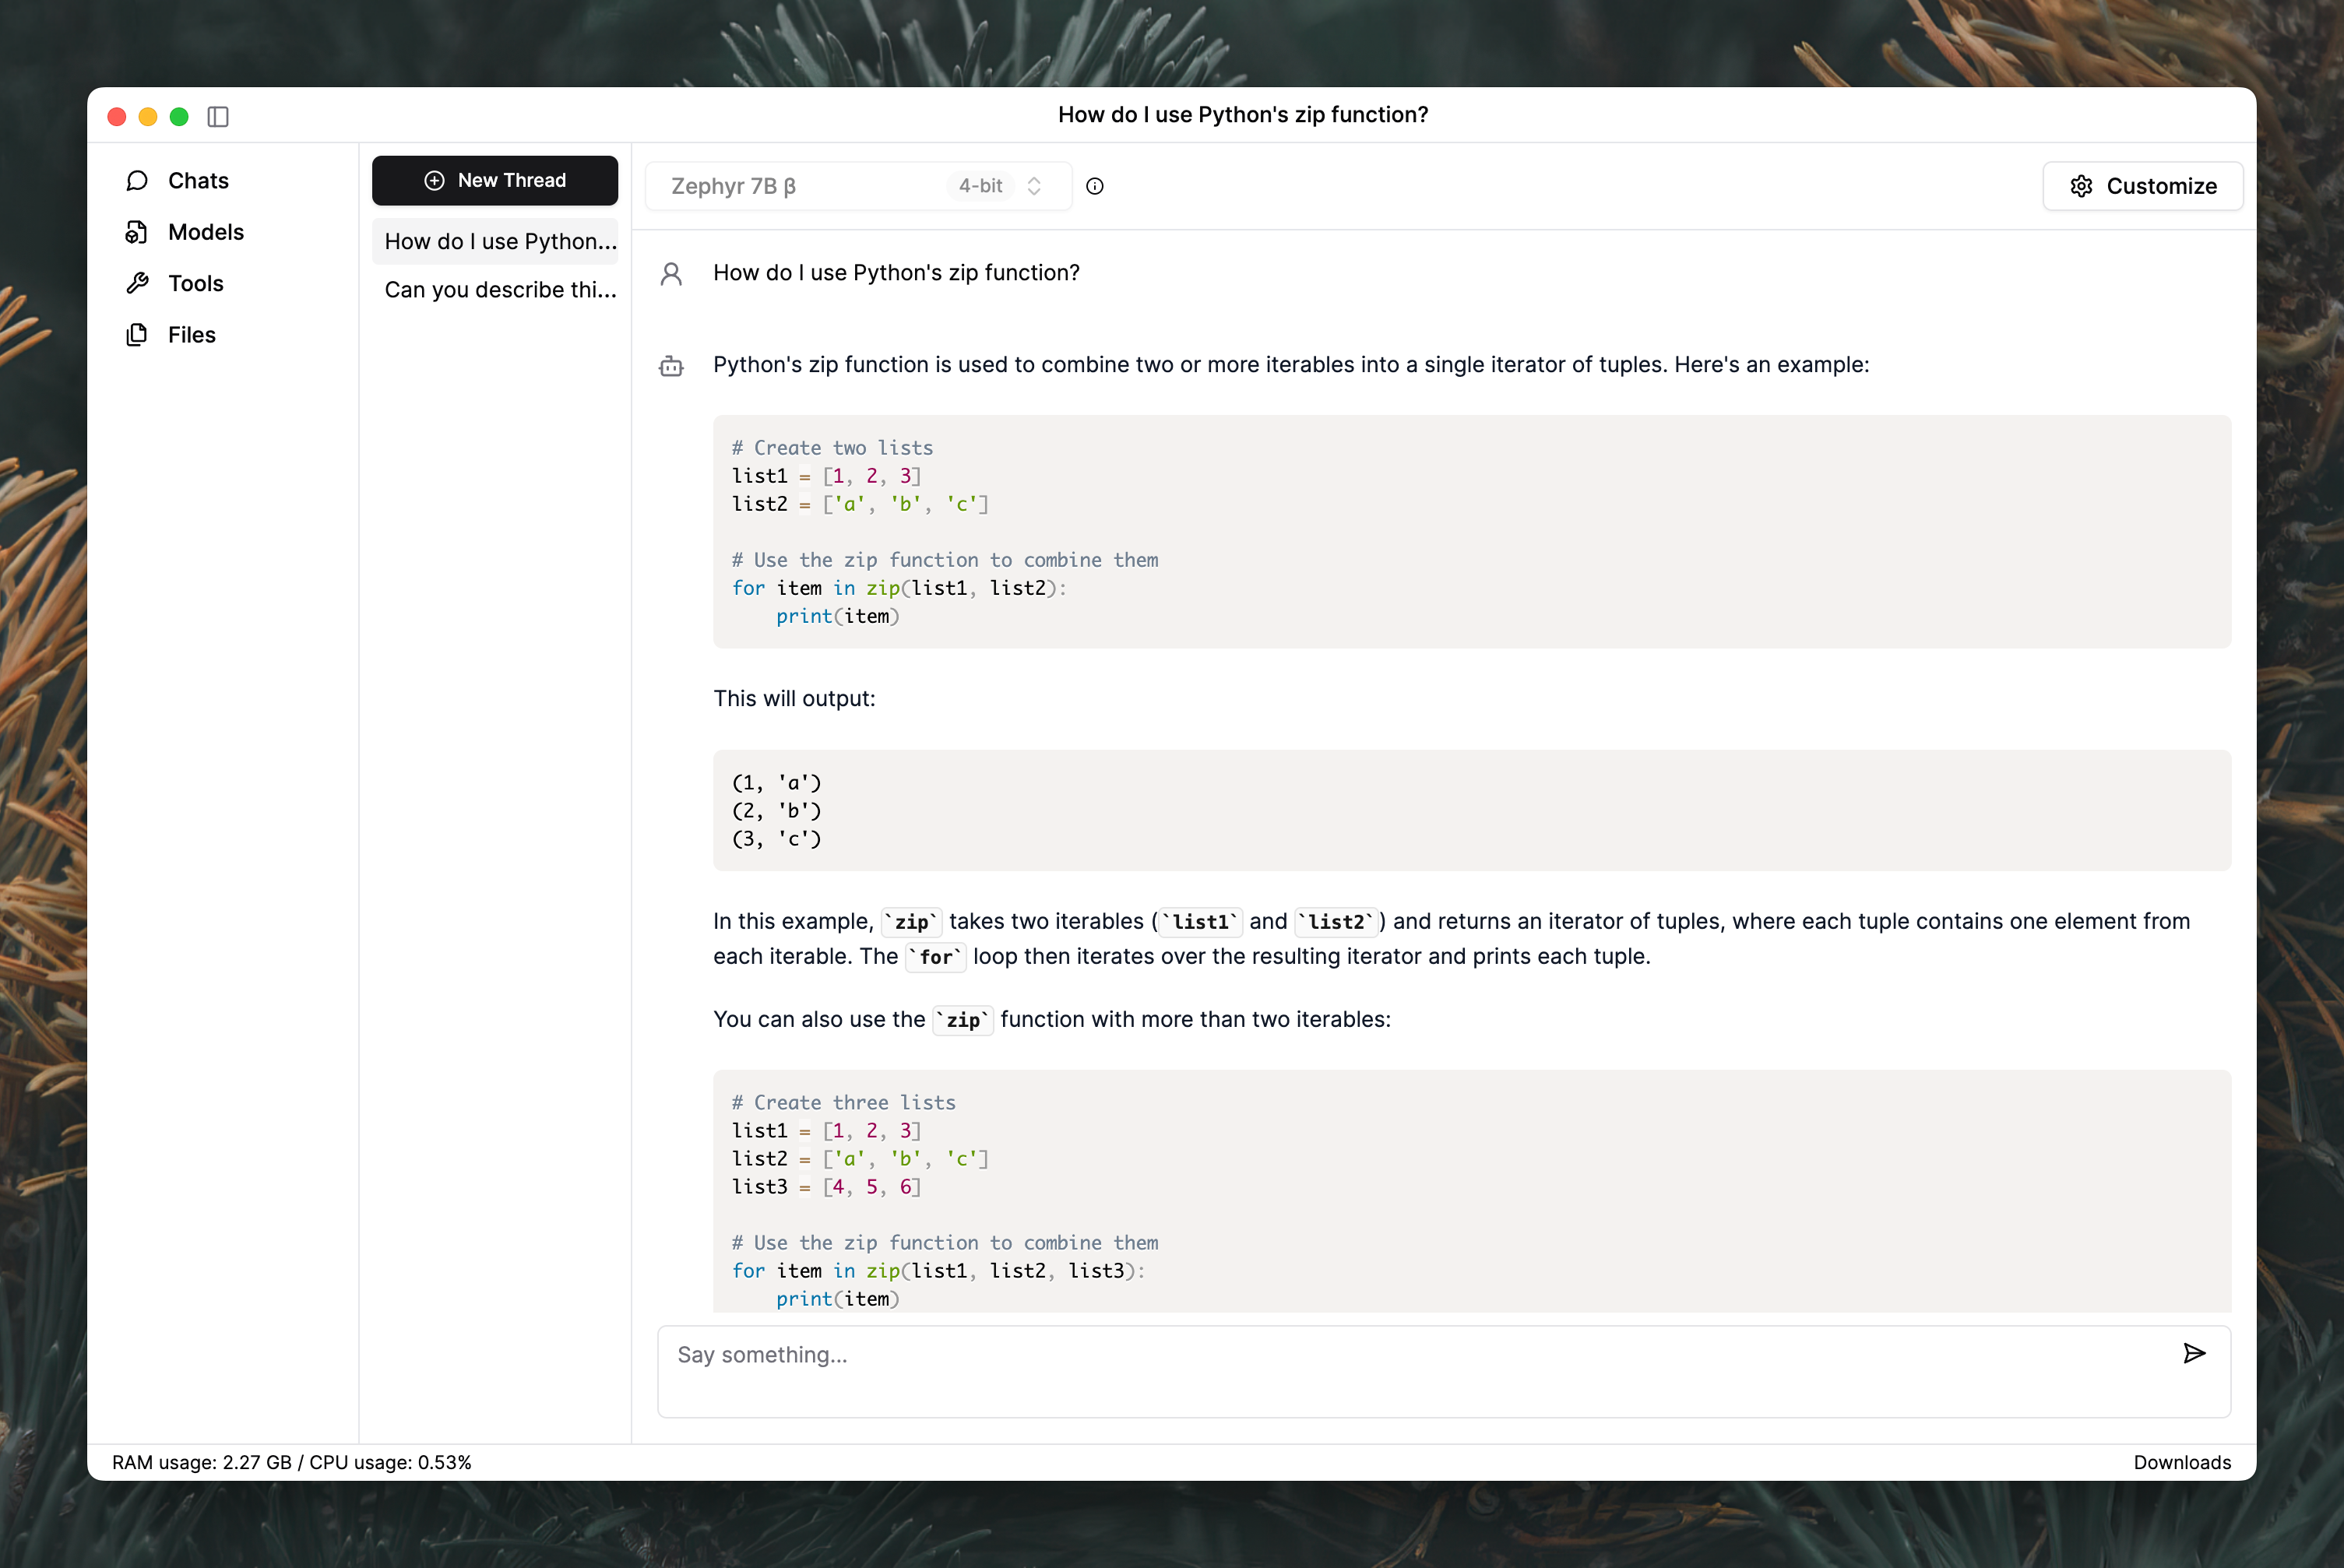 How do I use Python's zip function?
Chats
Models
Tools
Files
New Thread
How do I use Python...
Can you describe thi...
Zephyr 7B β
4-bit
Customize
How do I use Python's zip function?
Python's zip function is used to combine two or more iterables into a single iterator of tuples. Here's an example:
# Create two lists
list1 = [1, 2, 3]
list2 = ['a', 'b', 'c']
# Use the zip function to combine them
for item in zip(list1, list2):
    print(item)
This will output:
(1, 'a')
(2, 'b')
(3, 'c')
In this example, `zip` takes two iterables (`list1` and `list2`) and returns an iterator of tuples, where each tuple contains one element from
each iterable. The `for` loop then iterates over the resulting iterator and prints each tuple.
You can also use the `zip` function with more than two iterables:
# Create three lists
list1 = [1, 2, 3]
list2 = ['a', 'b', 'c']
list3 = [4, 5, 6]
# Use the zip function to combine them
for item in zip(list1, list2, list3):
    print(item)
Say something...
RAM usage: 2.27 GB / CPU usage: 0.53%
Downloads